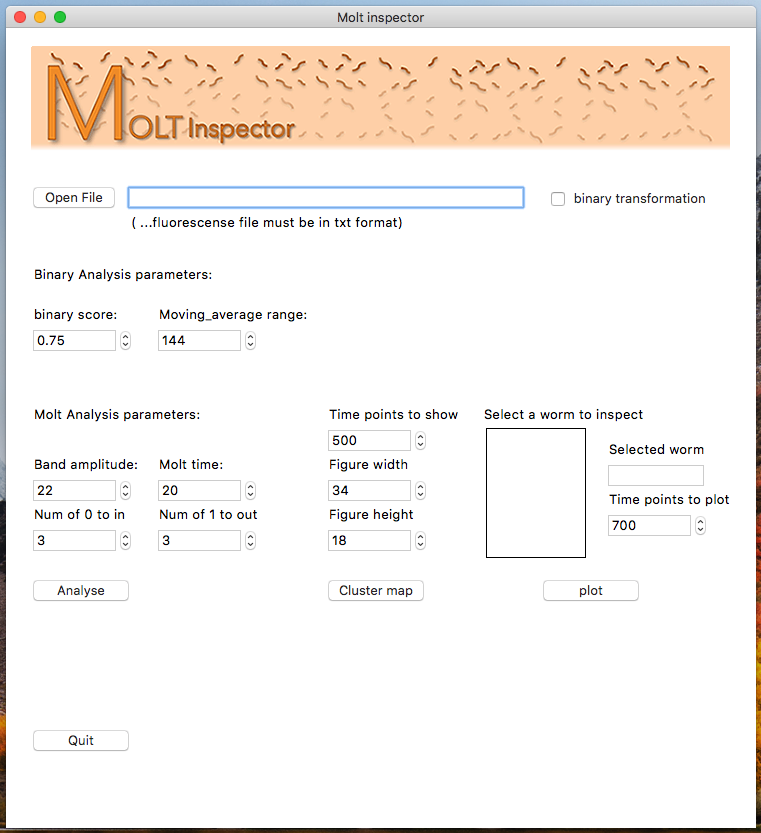 Molt inspector
MOLT Inspector
Open File
binary transformation
( ...fluorescense file must be in txt format)
Binary Analysis parameters:
binary score:
Moving_average range:
0.75
144
Molt Analysis parameters:
Time points to show
Select a worm to inspect
500
Selected worm
Band amplitude:
Molt time:
Figure width
22
20
34
Time points to plot
Num of 0 to in
Num of 1 to out
Figure height
700
3
3
18
Analyse
Cluster map
plot
Quit